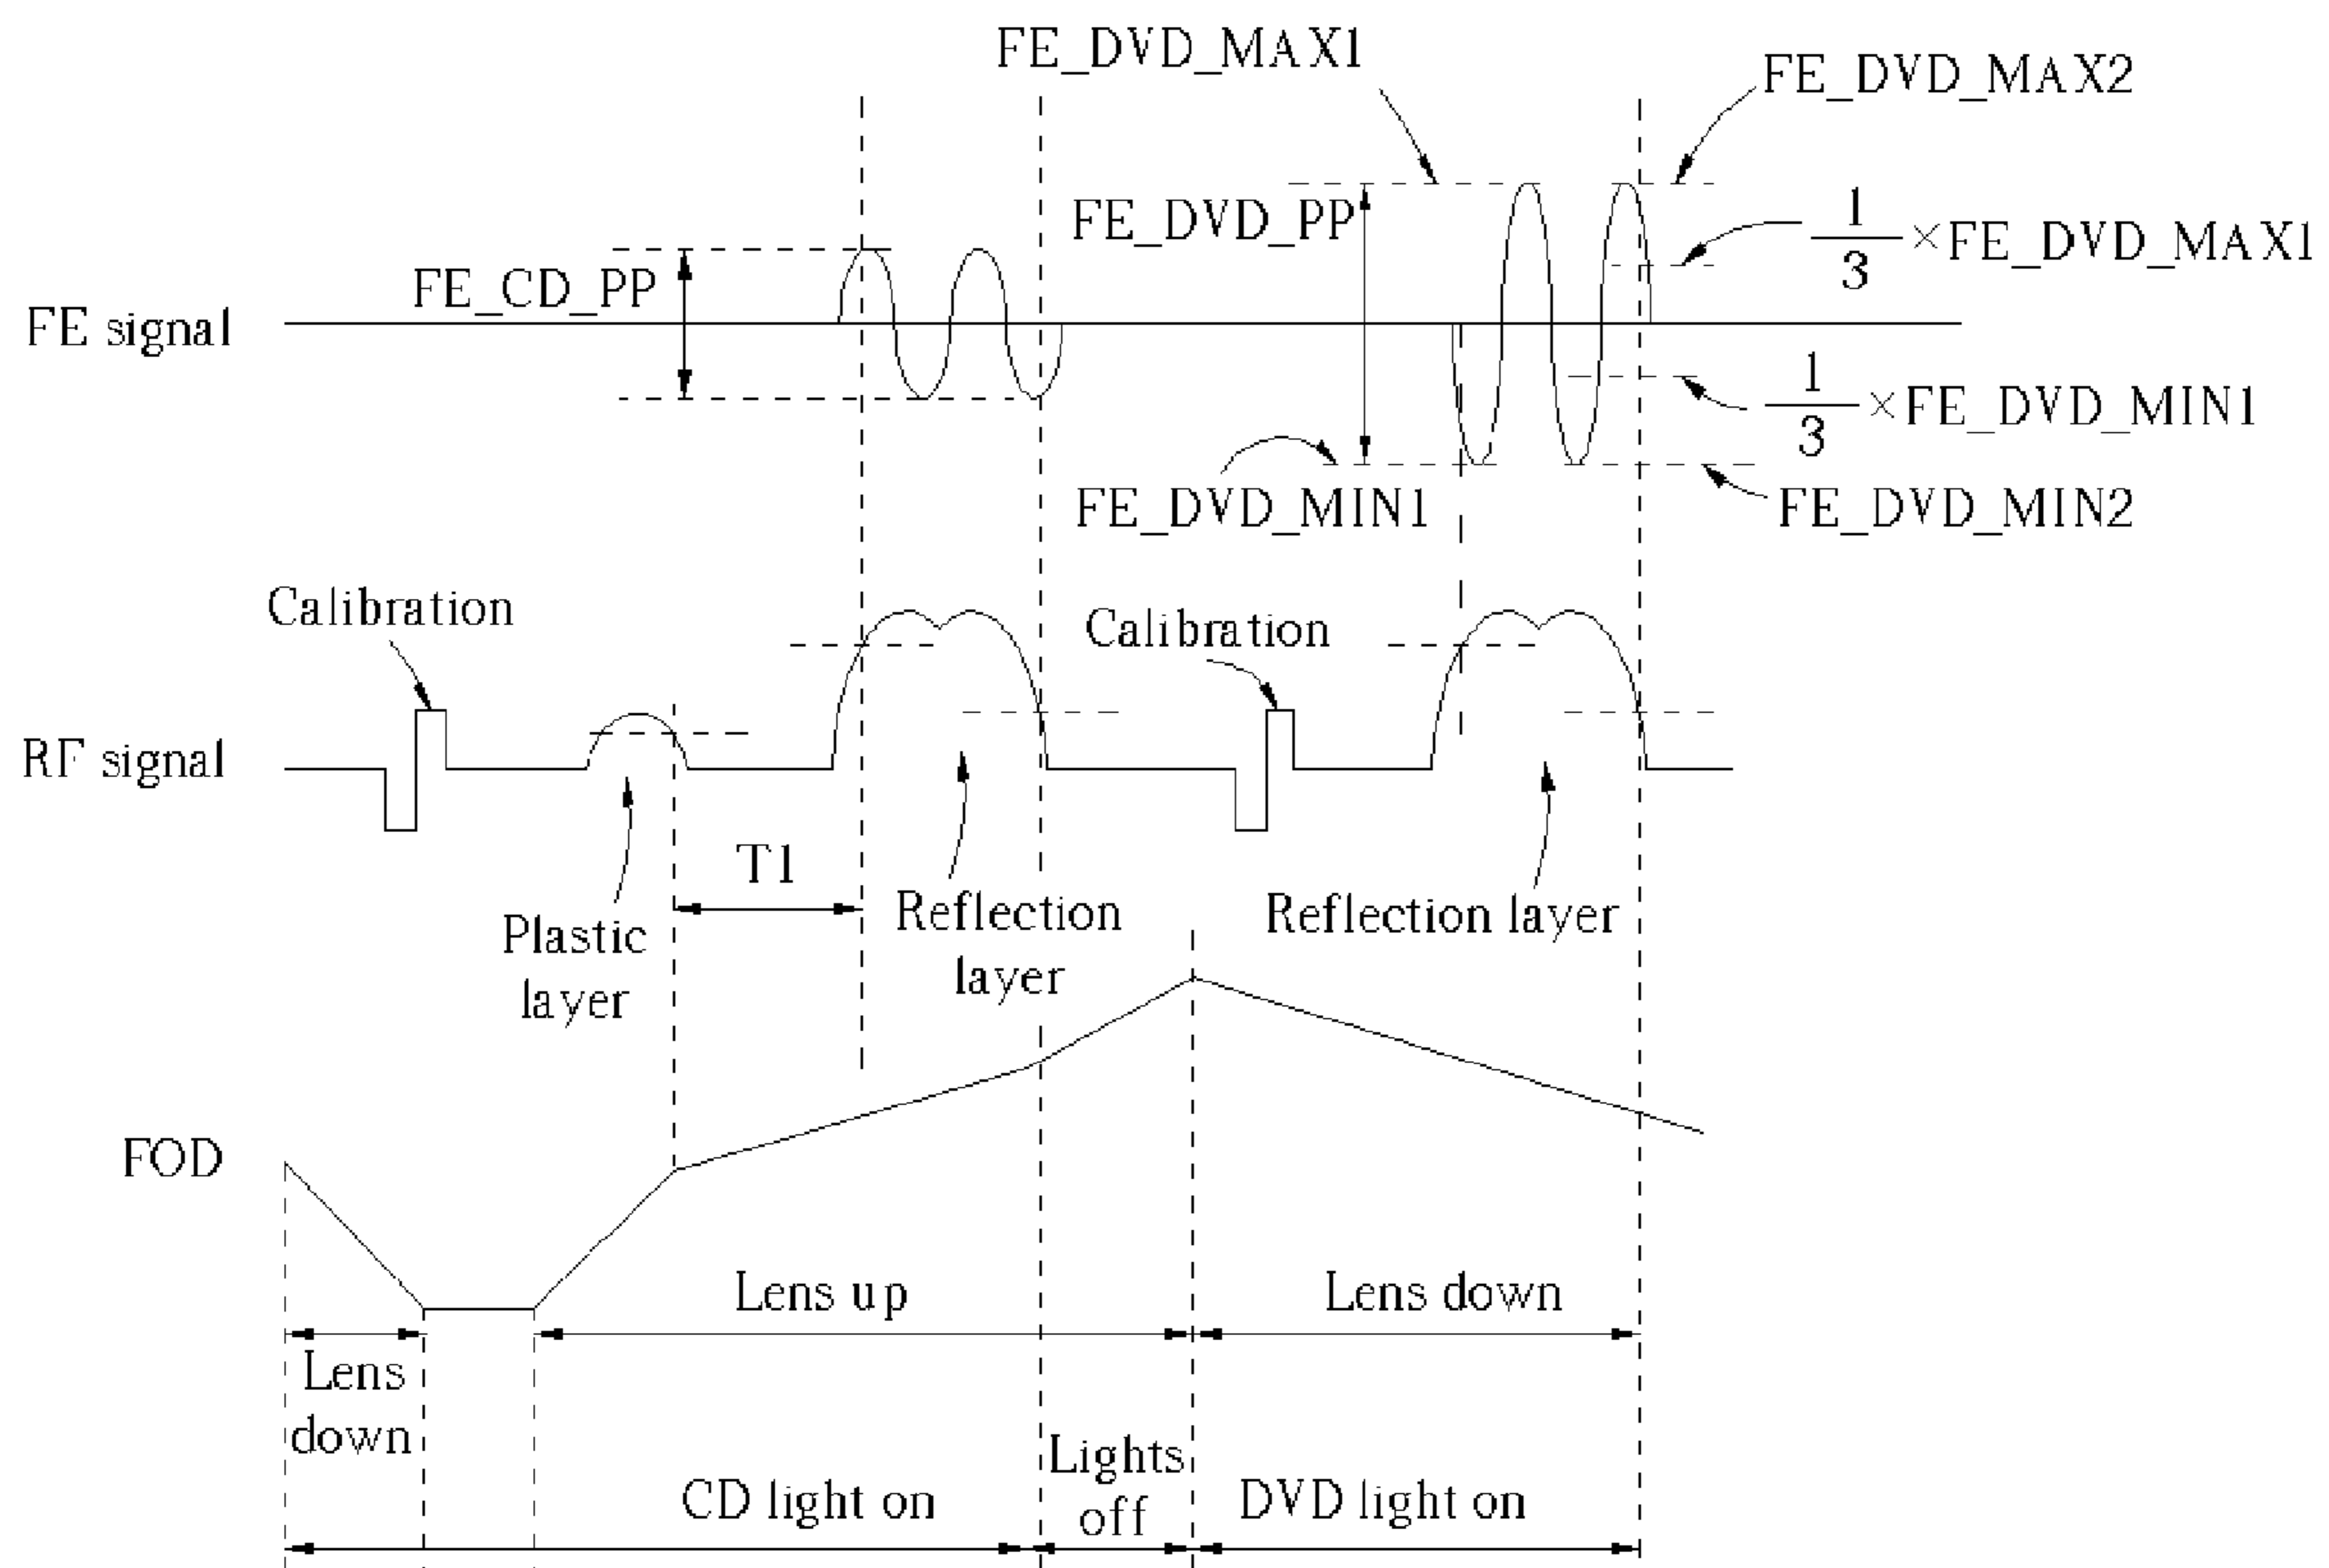 FE_DVD_MAX1
FE_DVD_MAX2
FE_DVD_PP
1/3 ×FE_DVD_MAX1
FE_CD_PP
FE signal
1/3 ×FE_DVD_MIN1
FE_DVD_MIN1
FE_DVD_MIN2
Calibration
Calibration
RF signal
T1
Plastic
layer
Reflection
layer
Reflection layer
FOD
Lens up
Lens down
Lens
down
CD light on
Lights
off
DVD light on